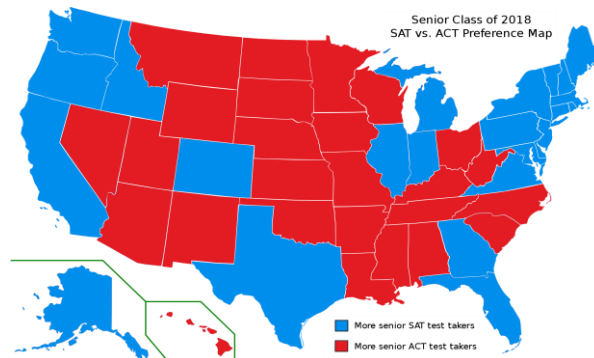 Senior Class of 2018
SAT vs. ACT Preference Map
More senior SAT test takers
More senior ACT test takers